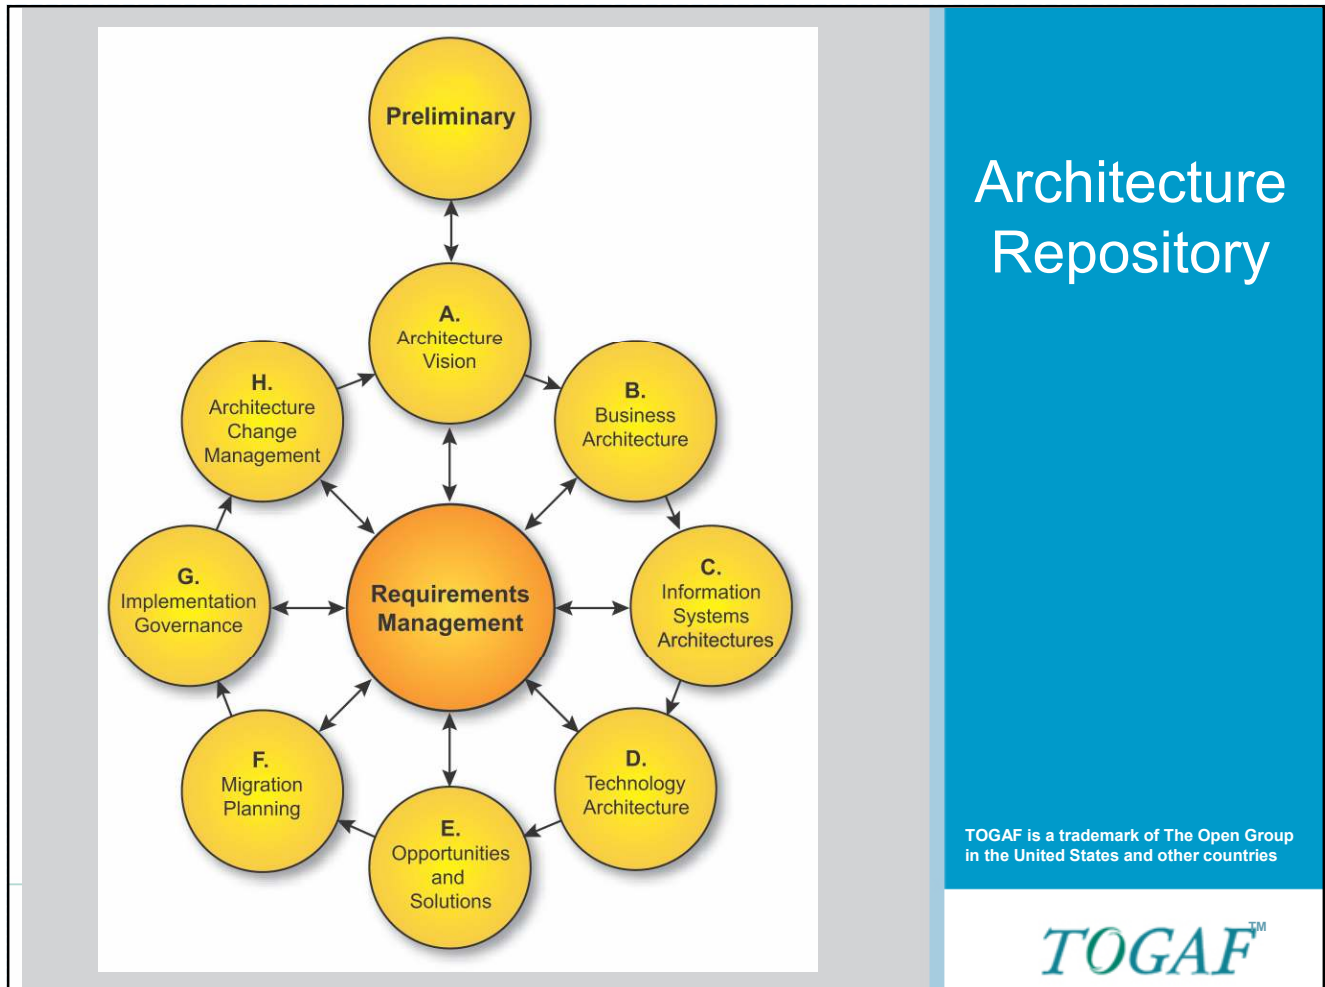 Preliminary
A.
Architecture
Vision
B.
Business
Architecture
C.
Information
Systems
Architectures
D.
Technology
Architecture
E.
Opportunities
and
Solutions
F.
Migration
Planning
G.
Implementation
Governance
H.
Architecture
Change
Management
Requirements
Management
Architecture
Repository
TOGAF is a trademark of The Open Group
in the United States and other countries
TOGAF™